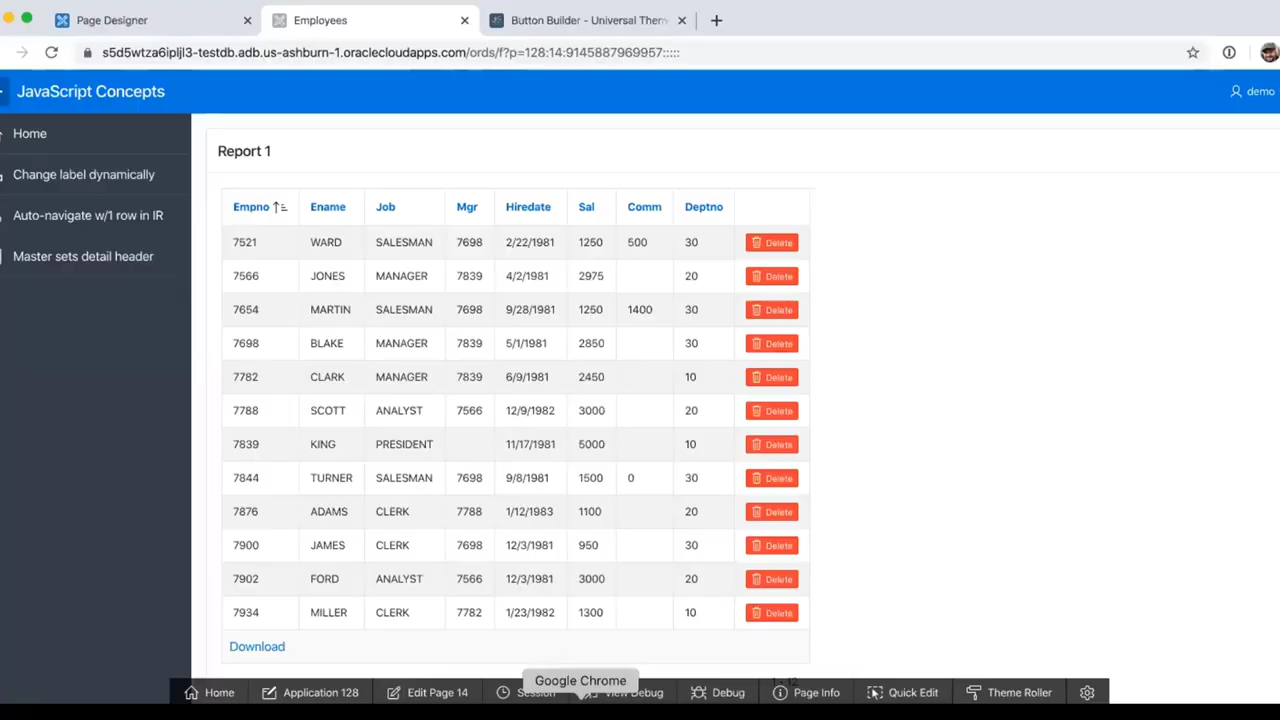 Page Designer
Employees
Button Builder - Universal Them
s5d5wtza6ipljl3-testdb.adb.us-ashburn-1.oraclecloudapps.com/ords/f?p=128:14:9145887969957:::::
JavaScript Concepts
demo
Home
Change label dynamically
Auto-navigate w/1 row in IR
Master sets detail header
Report 1
Empno Ename Job Mgr Hiredate Sal Comm Deptno
7521 WARD SALESMAN 7698 2/22/1981 1250 500 30 Delete
7566 JONES MANAGER 7839 4/2/1981 2975 20 Delete
7654 MARTIN SALESMAN 7698 9/28/1981 1250 1400 30 Delete
7698 BLAKE MANAGER 7839 5/1/1981 2850 30 Delete
7782 CLARK MANAGER 7839 6/9/1981 2450 10 Delete
7788 SCOTT ANALYST 7566 12/9/1982 3000 20 Delete
7839 KING PRESIDENT 11/17/1981 5000 10 Delete
7844 TURNER SALESMAN 7698 9/8/1981 1500 0 30 Delete
7876 ADAMS CLERK 7788 1/12/1983 1100 20 Delete
7900 JAMES CLERK 7698 12/3/1981 950 30 Delete
7902 FORD ANALYST 7566 12/3/1981 3000 20 Delete
7934 MILLER CLERK 7782 1/23/1982 1300 10 Delete
Download
Google Chrome
Home Application 128 Edit Page 14 Session View Debug Debug Page Info Quick Edit Theme Roller